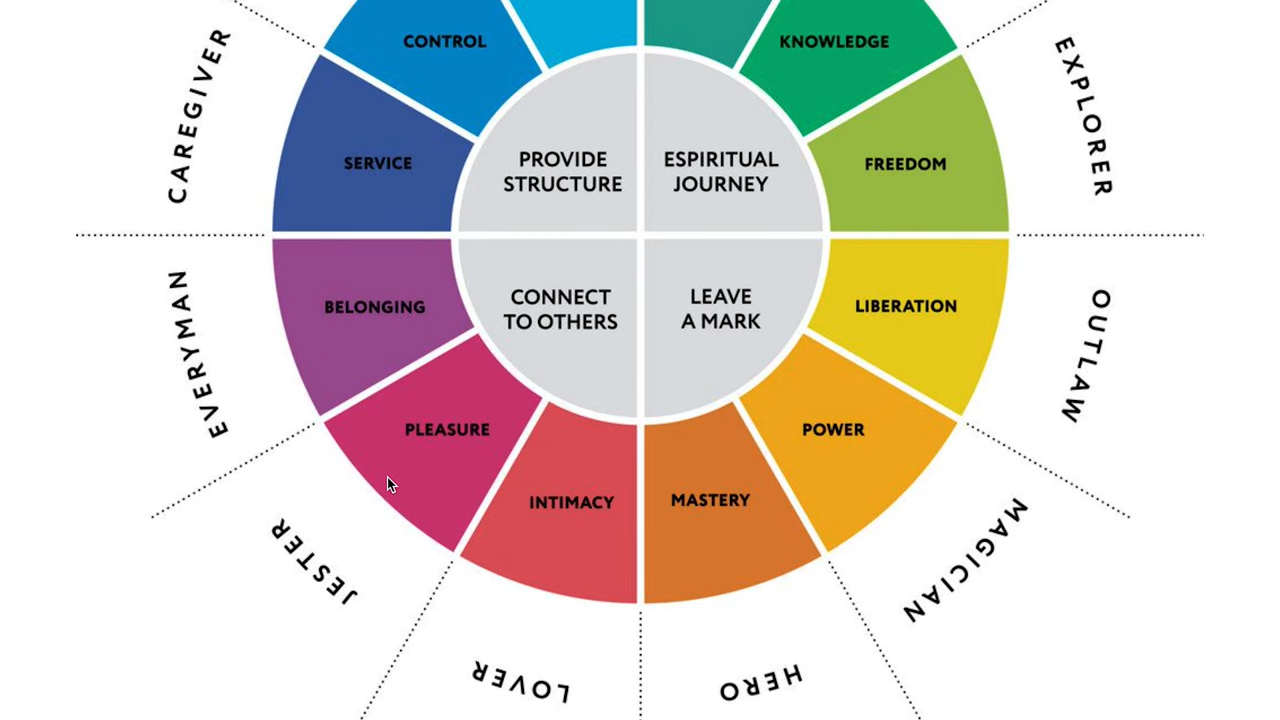 CONTROL
KNOWLEDGE
CAREGIVER
EXPLORER
SERVICE
PROVIDE
STRUCTURE
ESPIRITUAL
JOURNEY
FREEDOM
BELONGING
CONNECT
TO OTHERS
LEAVE
A MARK
LIBERATION
EVERYMAN
OUTLAW
PLEASURE
POWER
INTIMACY
MASTERY
JESTER
MAGICIAN
LOVER
HERO